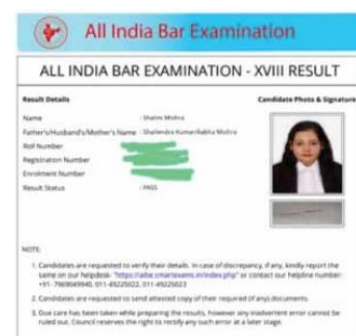 All India Bar Examination
ALL INDIA BAR EXAMINATION - XVIII RESULT
Result Details
Candidate Photo & Signature
Name : Shalini Mishra
Father's/Husband's/Mother's Name : Shailendra Kumar/Rekha Mishra
Roll Number
Registration Number
Enrolment Number
Result Status : PASS
NOTE:
1. Candidates are requested to verify their details. In case of discrepancy, if any, kindly report the
same on our helpdesk- "https://aibe.smartexams.in/index.php" or contact our helpline number-
+91- 7969049940, 011-49225022, 011-49225023
2. Candidates are requested to send attested copy of their required (if any) documents.
3. Due care has been taken while preparing the results, however any inadvertent error cannot be
ruled out. Council reserves the right to rectify any such error at a later stage.